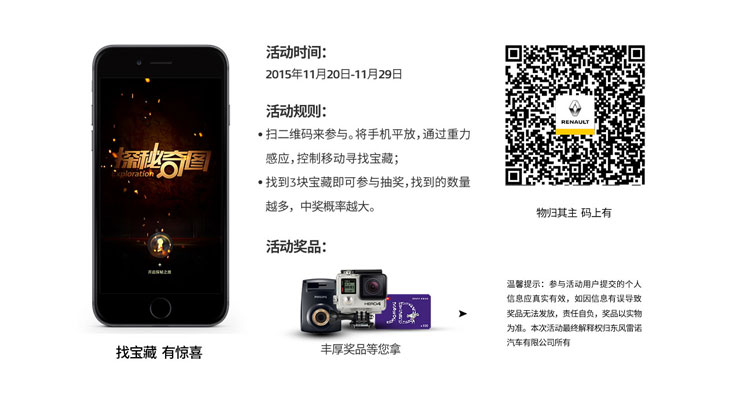 探秘奇图
Exploration
开启探秘之旅
找宝藏 有惊喜
活动时间：
2015年11月20日-11月29日
活动规则：
• 扫二维码来参与。将手机平放，通过重力
感应，控制移动寻找宝藏；
• 找到3块宝藏即可参与抽奖，找到的数量
越多，中奖概率越大。
活动奖品：
HERO4
丰厚奖品等您拿
RENAULT
物归其主 码上有
温馨提示：参与活动用户提交的个人
信息应真实有效，如因信息有误导致
奖品无法发放，责任自负，奖品以实物
为准。本次活动最终解释权归东风雷诺
汽车有限公司所有